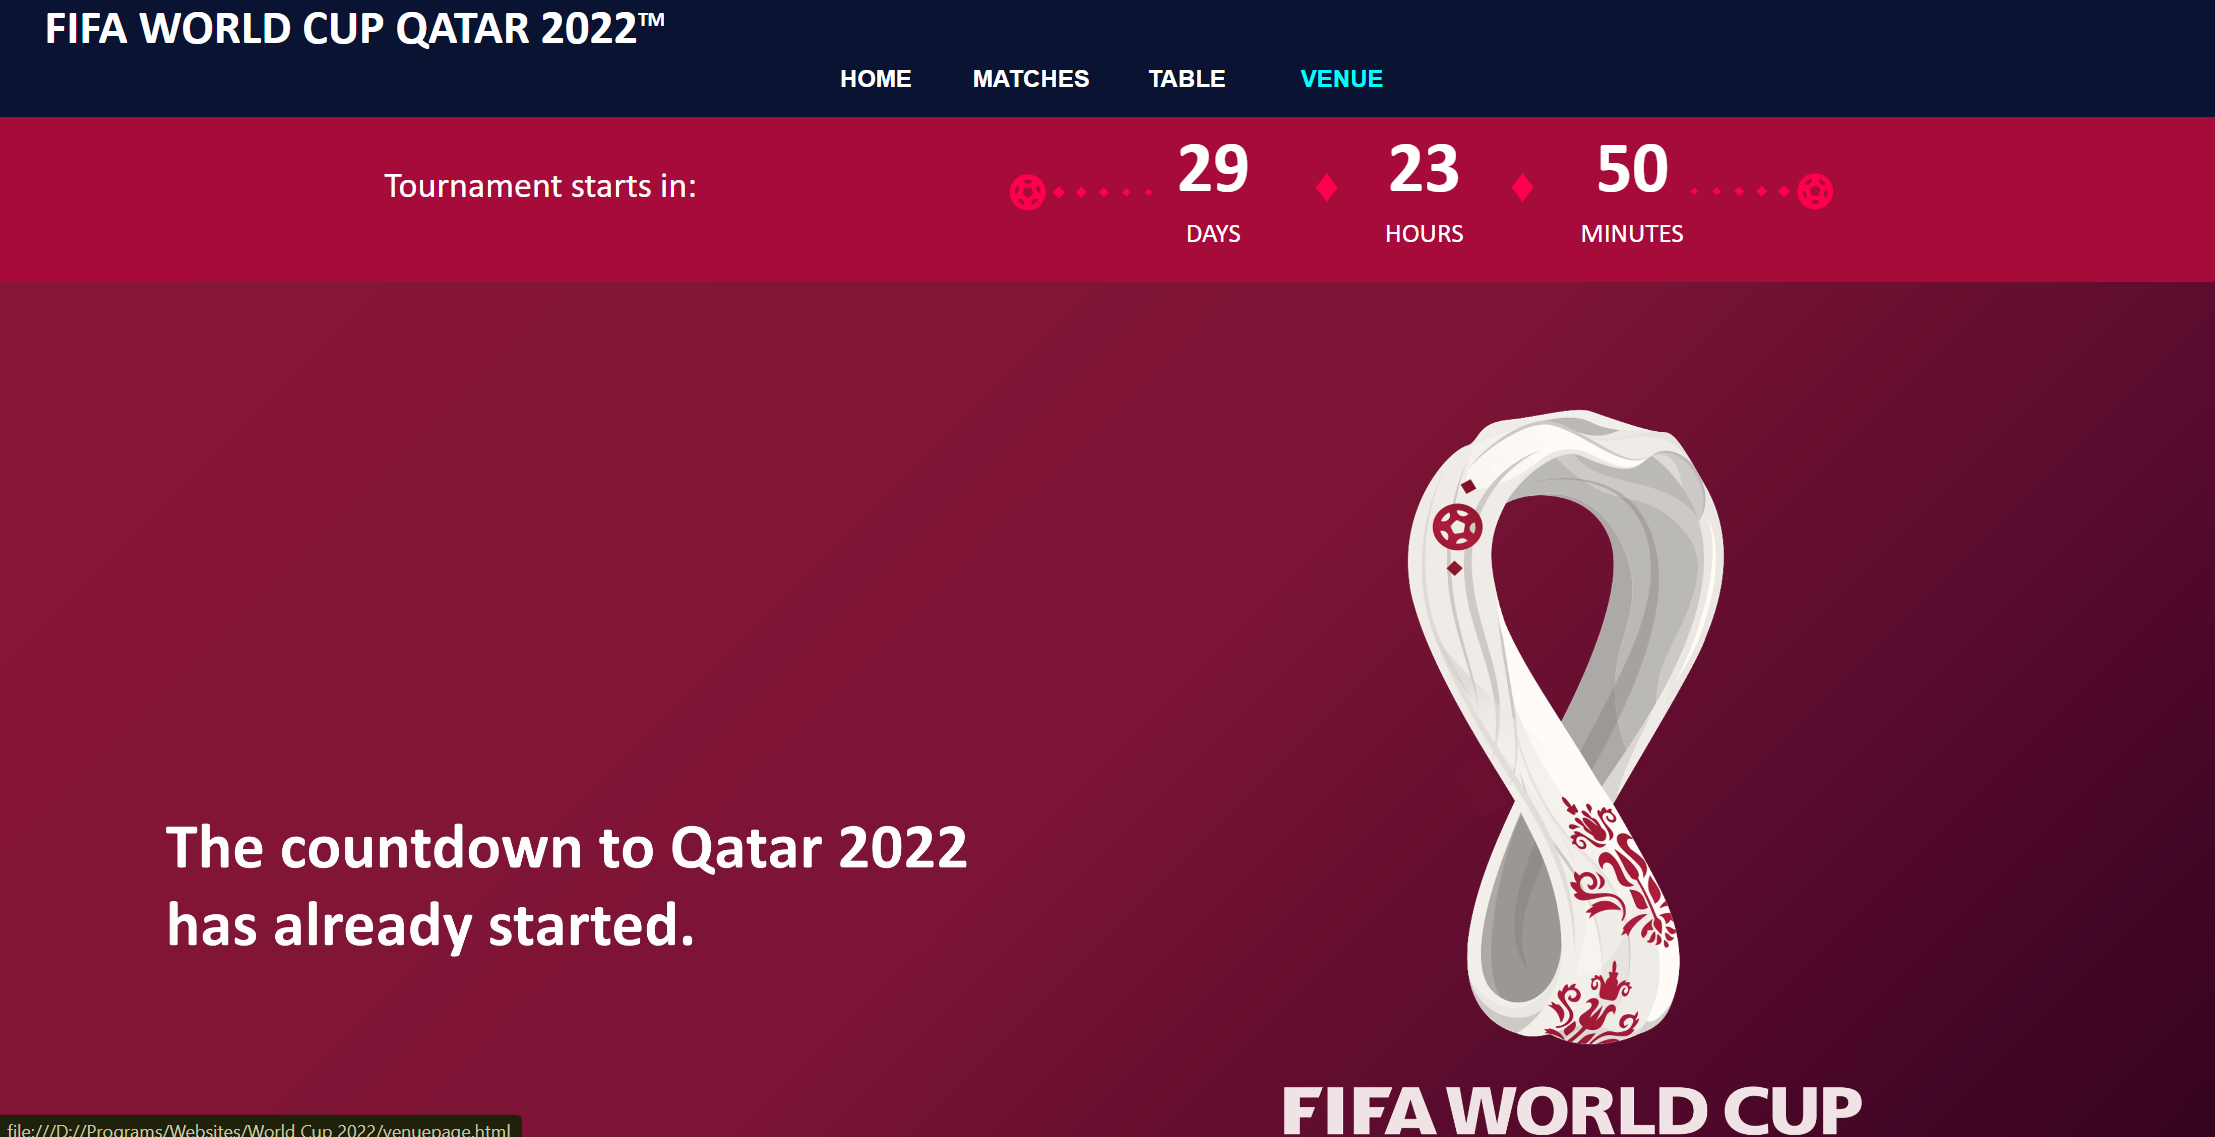 FIFA WORLD CUP QATAR 2022™
HOME MATCHES TABLE VENUE
Tournament starts in:
29 23 50
DAYS HOURS MINUTES
The countdown to Qatar 2022
has already started.
FIFA WORLD CUP
file:///D://Programs/Websites/World Cup 2022/venuepage.html